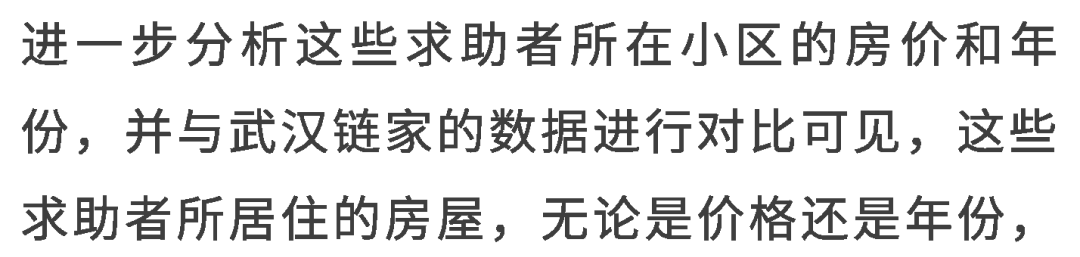 进一步分析这些求助者所在小区的房价和年
份，并与武汉链家的数据进行对比可见，这些
求助者所居住的房屋，无论是价格还是年份，